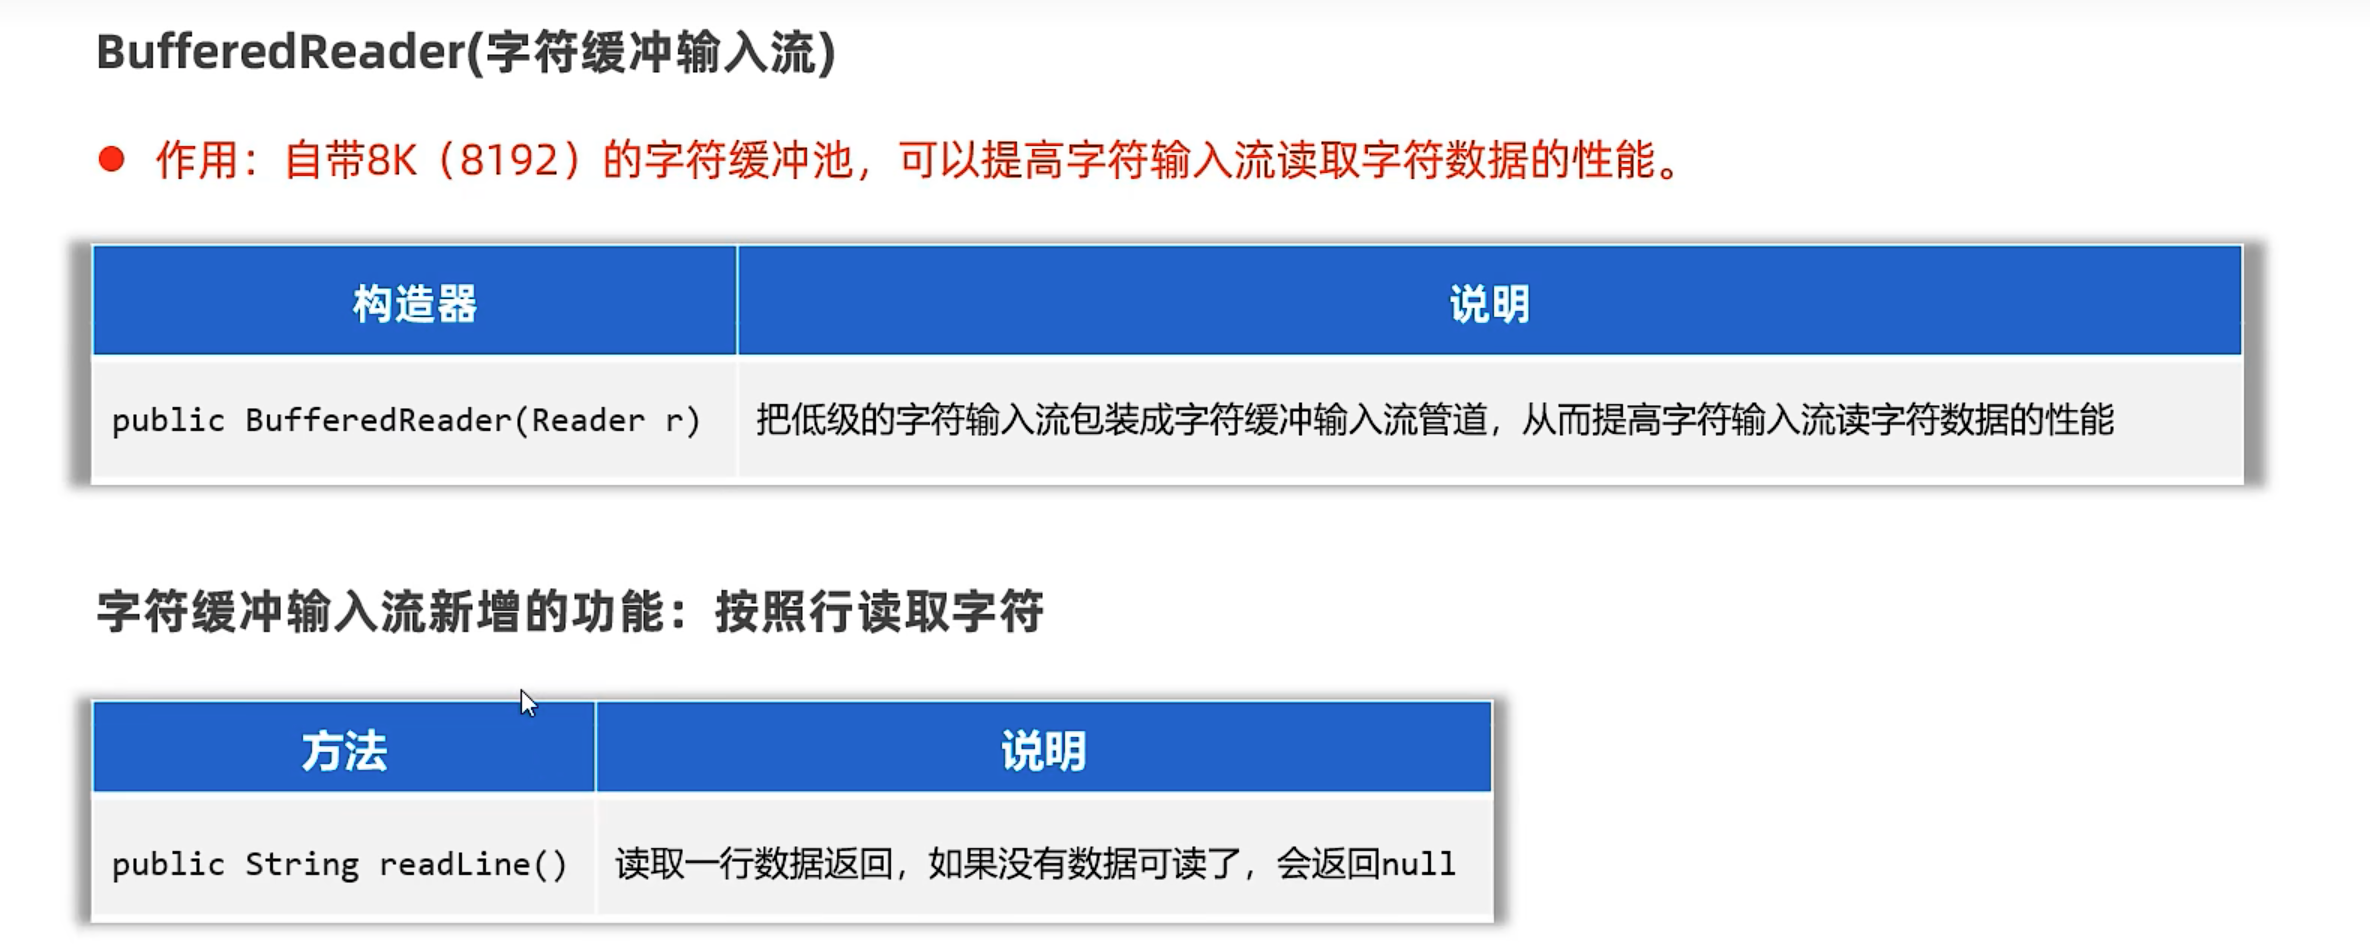 BufferedReader(字符缓冲输入流)
作用：自带8K（8192）的字符缓冲池，可以提高字符输入流读取字符数据的性能。
构造器 说明
public BufferedReader(Reader r) 把低级的字符输入流包装成字符缓冲输入流管道，从而提高字符输入流读字符数据的性能
字符缓冲输入流新增的功能：按照行读取字符
方法 说明
public String readLine() 读取一行数据返回，如果没有数据可读了，会返回null